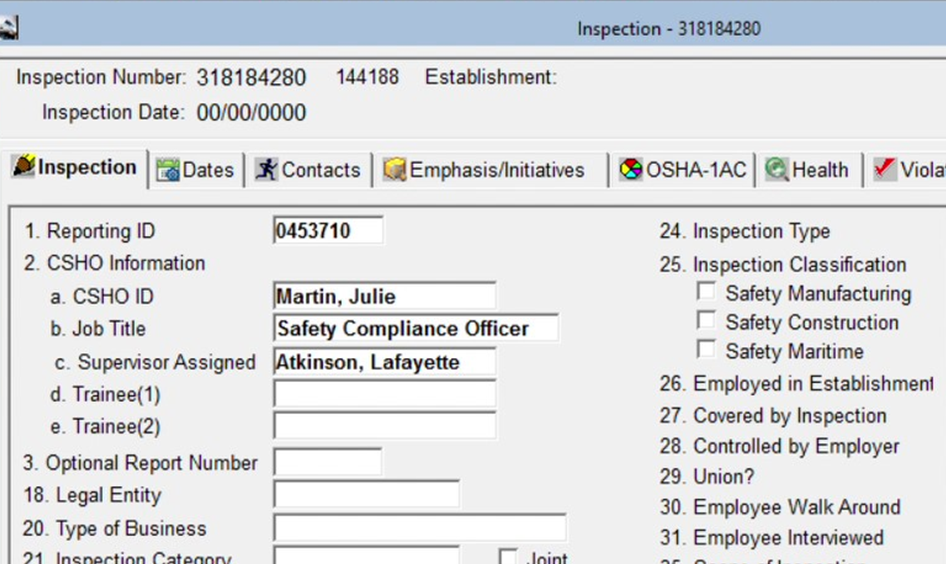 Inspection - 318184280
Inspection Number: 318184280 144188 Establishment:
Inspection Date: 00/00/0000
Inspection Dates Contacts Emphasis/Initiatives OSHA-1AC Health
1. Reporting ID 0453710
2. CSHO Information
a. CSHO ID Martin, Julie
b. Job Title Safety Compliance Officer
c. Supervisor Assigned Atkinson, Lafayette
d. Trainee(1)
e. Trainee(2)
3. Optional Report Number
18. Legal Entity
20. Type of Business
21. Inspection Category Joint
24. Inspection Type
25. Inspection Classification
Safety Manufacturing
Safety Construction
Safety Maritime
26. Employed in Establishment
27. Covered by Inspection
28. Controlled by Employer
29. Union?
30. Employee Walk Around
31. Employee Interviewed